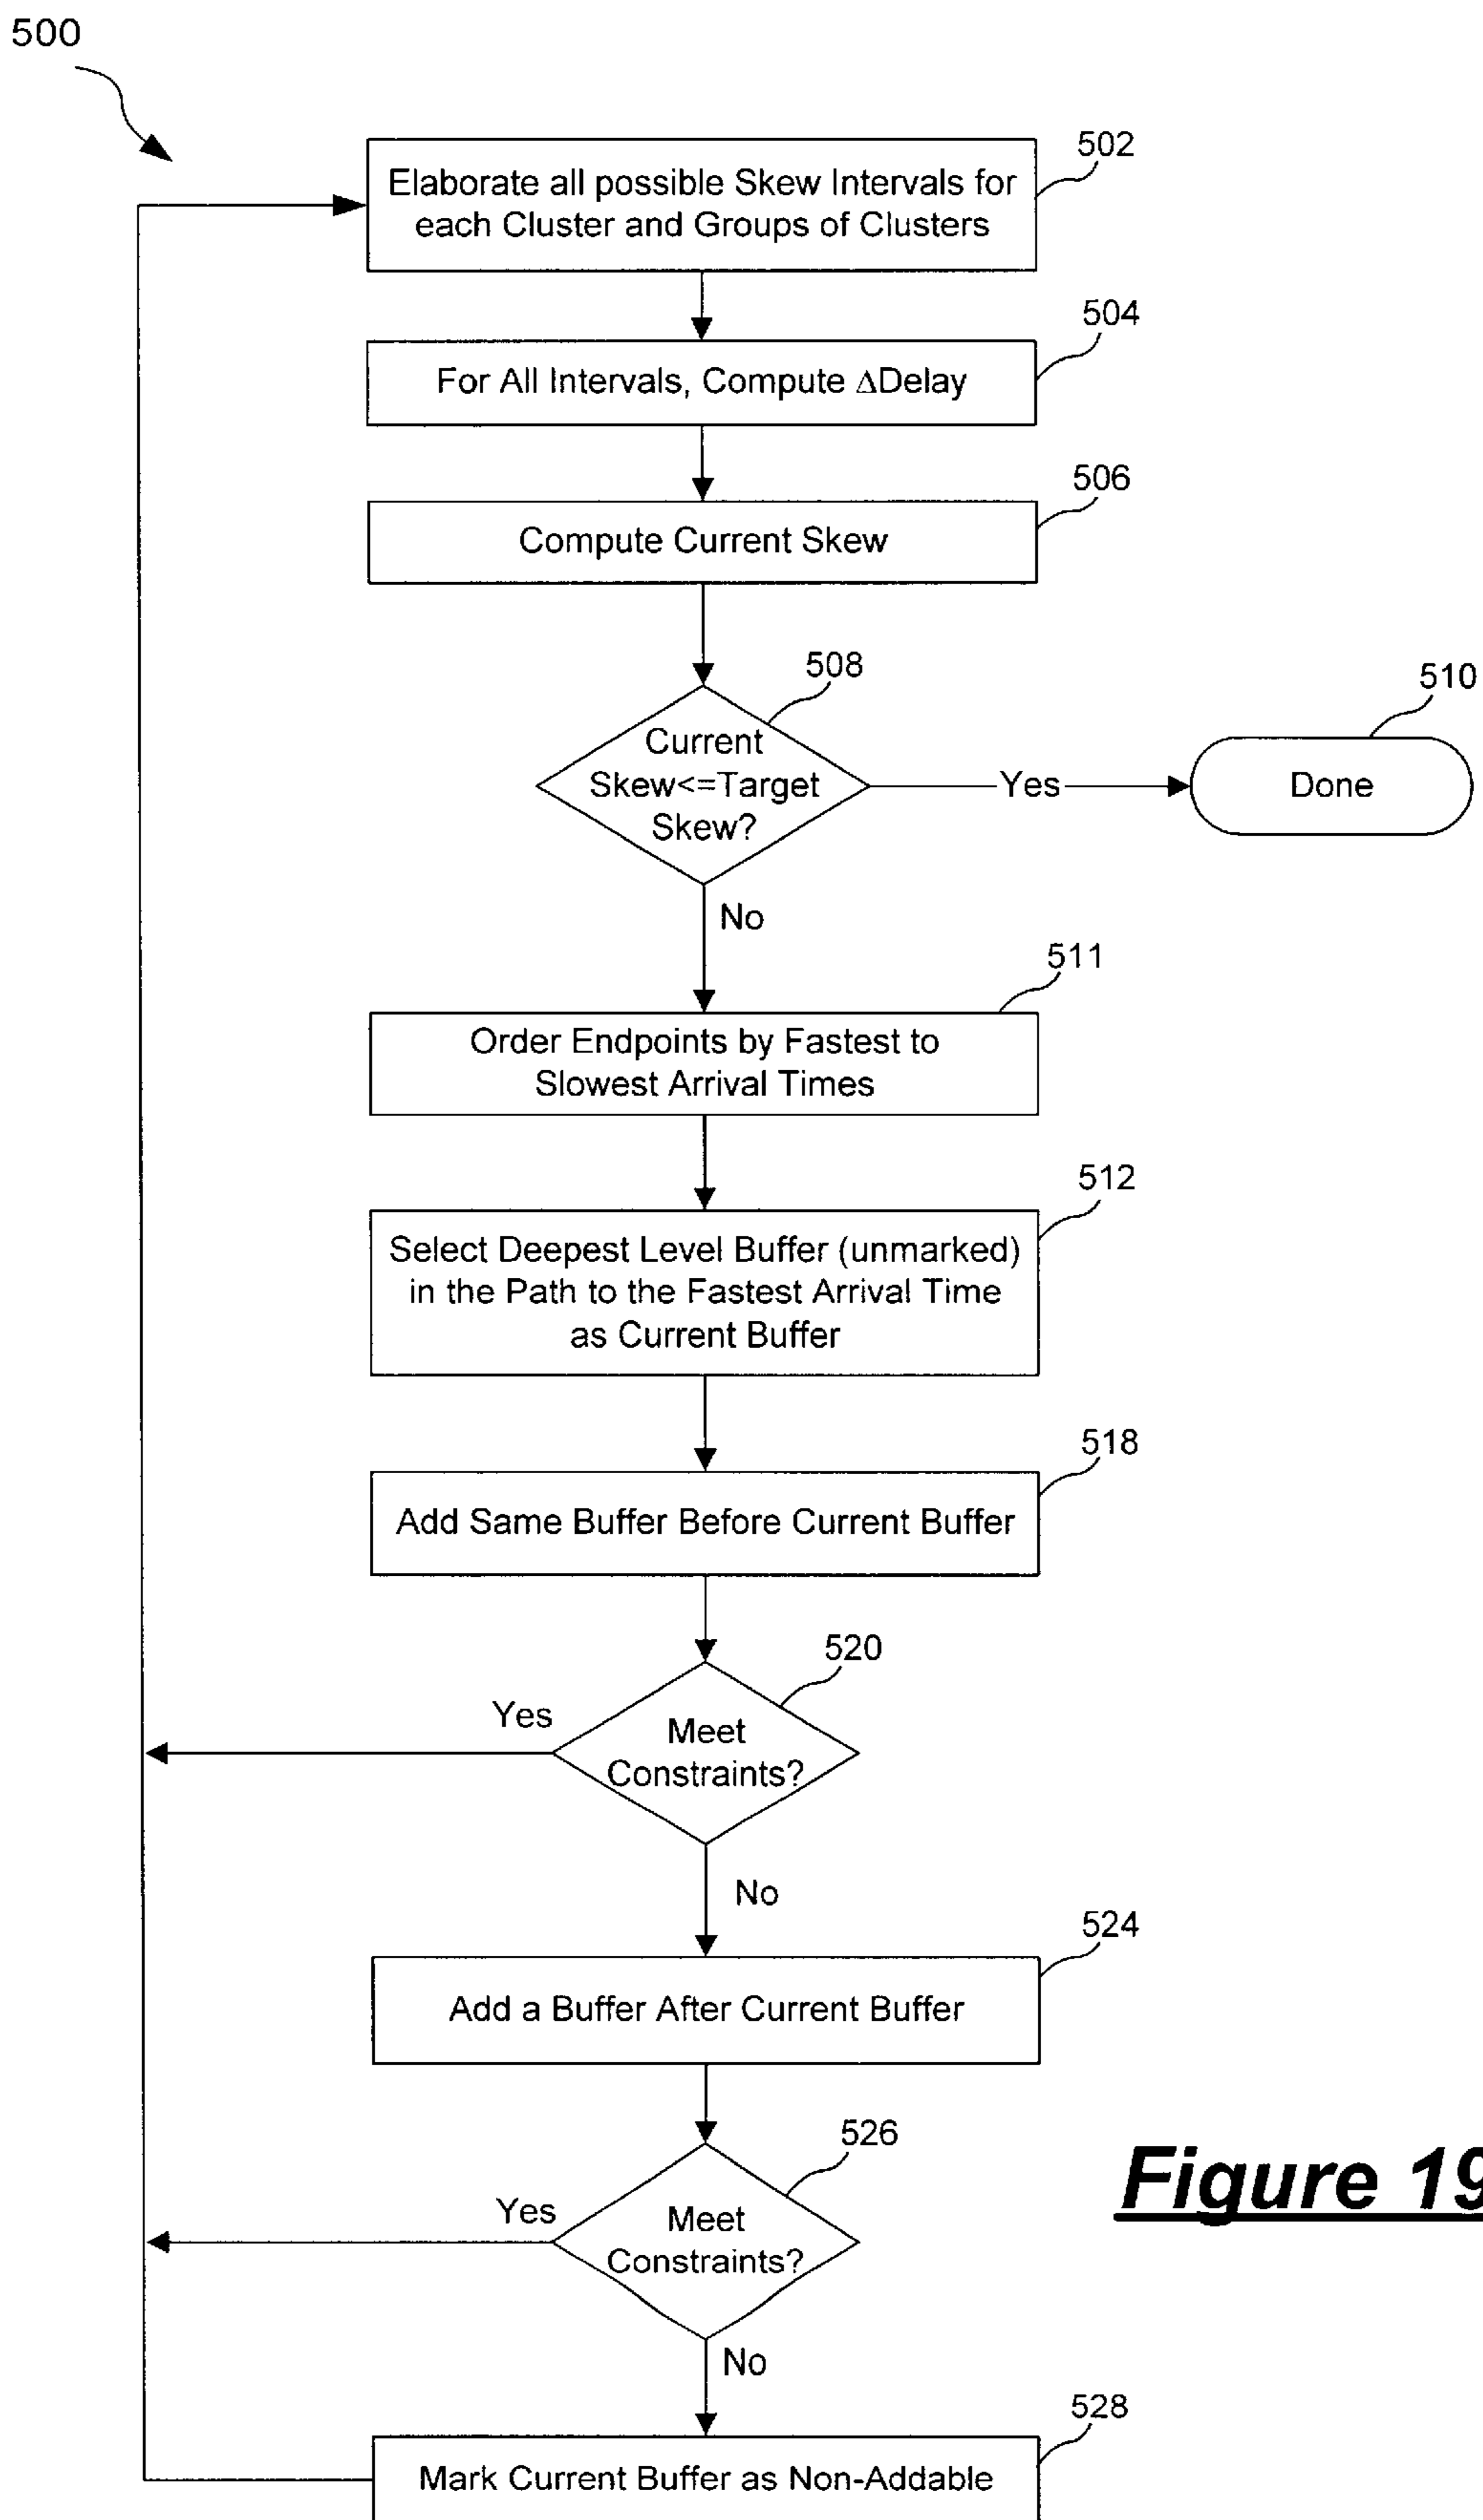 500
502
Elaborate all possible Skew Intervals for
each Cluster and Groups of Clusters
504
For All Intervals, Compute ΔDelay
506
Compute Current Skew
508
Current
Skew<=Target
Skew?
Yes
510
Done
No
511
Order Endpoints by Fastest to
Slowest Arrival Times
512
Select Deepest Level Buffer (unmarked)
in the Path to the Fastest Arrival Time
as Current Buffer
518
Add Same Buffer Before Current Buffer
520
Yes
Meet
Constraints?
No
524
Add a Buffer After Current Buffer
526
Yes
Meet
Constraints?
Figure 19
No
528
Mark Current Buffer as Non-Addable